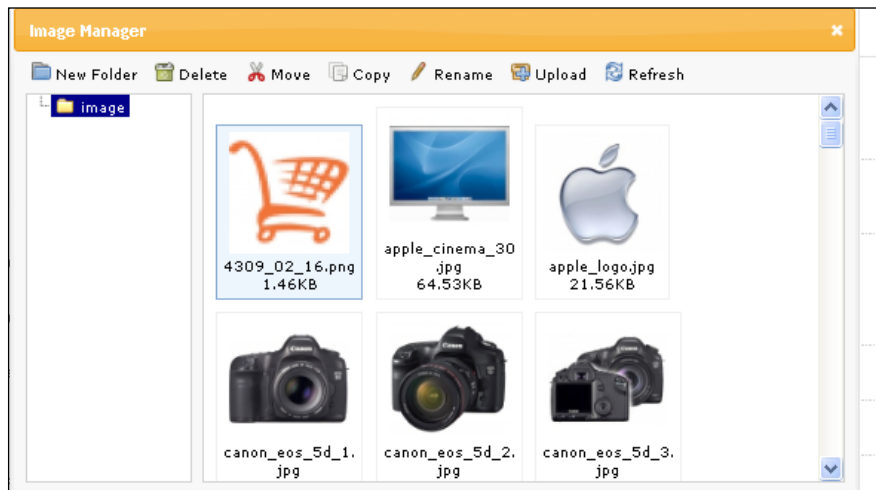 Image Manager
New Folder Delete Move Copy Rename Upload Refresh
image
4309_02_16.png
1.46KB
apple_cinema_30
.jpg
64.53KB
apple_logo.jpg
21.56KB
canon_eos_5d_1.
jpg
canon_eos_5d_2.
jpg
canon_eos_5d_3.
jpg